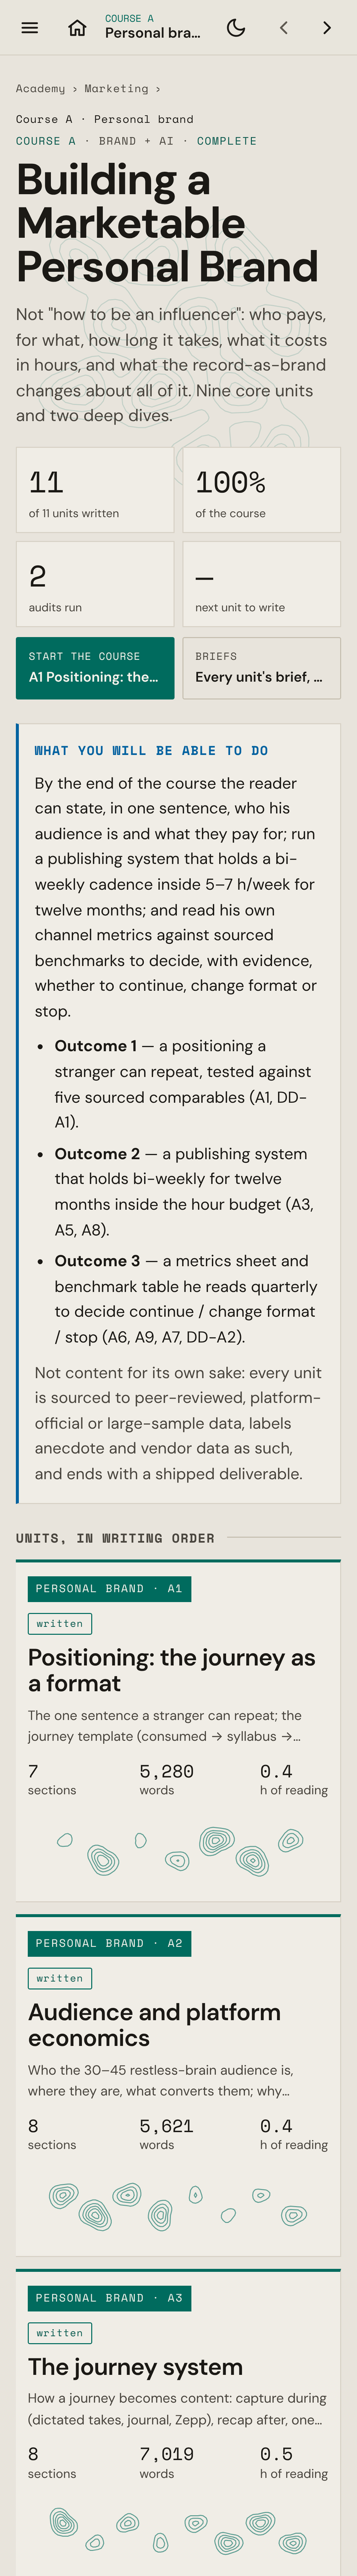 COURSE A
Personal bra...
Academy › Marketing ›
Course A · Personal brand
COURSE A · BRAND + AI · COMPLETE
Building a
Marketable
Personal Brand
Not "how to be an influencer": who pays,
for what, how long it takes, what it costs
in hours, and what the record-as-brand
changes about all of it. Nine core units
and two deep dives.
11
of 11 units written
100%
of the course
2
audits run
—
next unit to write
START THE COURSE
A1 Positioning: the...
BRIEFS
Every unit's brief, ...
WHAT YOU WILL BE ABLE TO DO
By the end of the course the reader
can state, in one sentence, who his
audience is and what they pay for; run
a publishing system that holds a bi-
weekly cadence inside 5–7 h/week for
twelve months; and read his own
channel metrics against sourced
benchmarks to decide, with evidence,
whether to continue, change format or
stop.
• Outcome 1 — a positioning a
stranger can repeat, tested against
five sourced comparables (A1, DD-
A1).
• Outcome 2 — a publishing system
that holds bi-weekly for twelve
months inside the hour budget (A3,
A5, A8).
• Outcome 3 — a metrics sheet and
benchmark table he reads quarterly
to decide continue / change format
/ stop (A6, A9, A7, DD-A2).
Not content for its own sake: every unit
is sourced to peer-reviewed, platform-
official or large-sample data, labels
anecdote and vendor data as such,
and ends with a shipped deliverable.
UNITS, IN WRITING ORDER
PERSONAL BRAND · A1
written
Positioning: the journey as
a format
The one sentence a stranger can repeat; the
journey template (consumed → syllabus →...
7 5,280 0.4
sections words h of reading
PERSONAL BRAND · A2
written
Audience and platform
economics
Who the 30–45 restless-brain audience is,
where they are, what converts them; why...
8 5,621 0.4
sections words h of reading
PERSONAL BRAND · A3
written
The journey system
How a journey becomes content: capture during
(dictated takes, journal, Zepp), recap after, one...
8 7,019 0.5
sections words h of reading